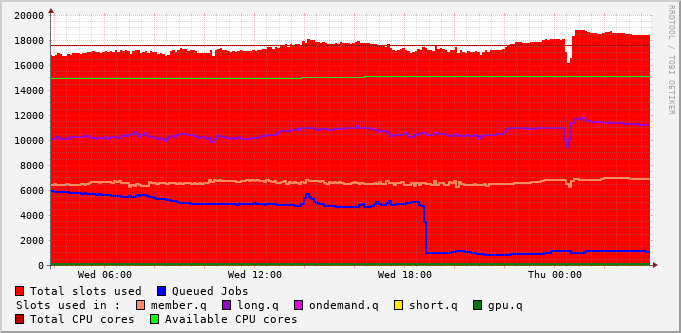 20000
18000
16000
14000
12000
10000
8000
6000
4000
2000
0
Wed 06:00 Wed 12:00 Wed 18:00 Thu 00:00
RRDTOOL / TOBI OETIKER
Total slots used Queued Jobs
Slots used in : member.q long.q ondemand.q short.q gpu.q
Total CPU cores Available CPU cores